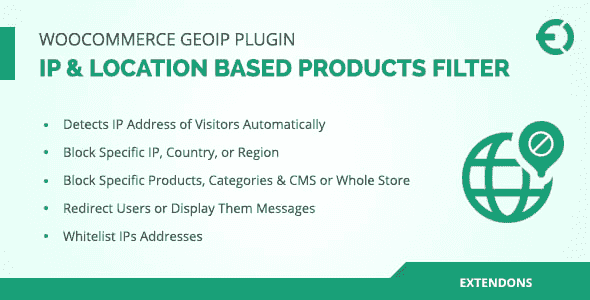 WOOCOMMERCE GEOIP PLUGIN
IP & LOCATION BASED PRODUCTS FILTER
• Detects IP Address of Visitors Automatically
• Block Specific IP, Country, or Region
• Block Specific Products, Categories & CMS or Whole Store
• Redirect Users or Display Them Messages
• Whitelist IPs Addresses
EXTENDONS